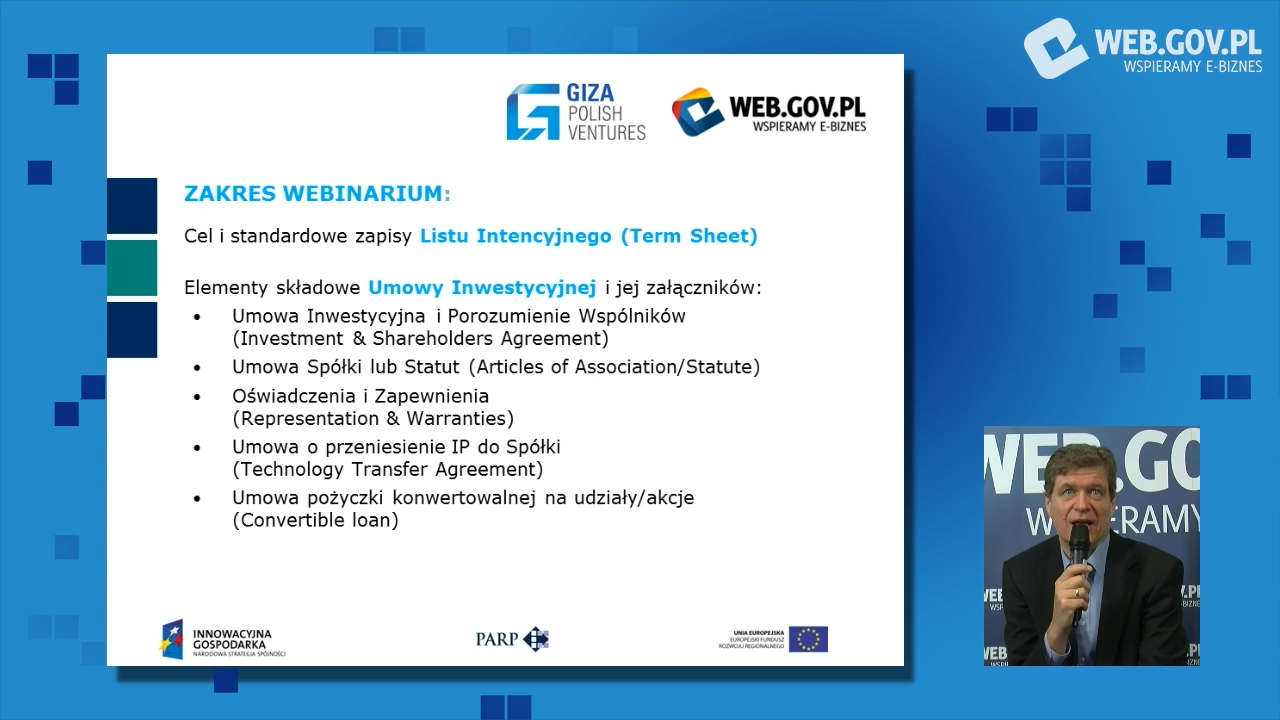 WEB.GOV.PL
WSPIERAMY E-BIZNES
GIZA
POLISH
VENTURES
WEB.GOV.PL
WSPIERAMY E-BIZNES
ZAKRES WEBINARIUM:
Cel i standardowe zapisy Listu Intencyjnego (Term Sheet)
Elementy składowe Umowy Inwestycyjnej i jej załączników:
• Umowa Inwestycyjna i Porozumienie Wspólników
(Investment & Shareholders Agreement)
• Umowa Spółki lub Statut (Articles of Association/Statute)
• Oświadczenia i Zapewnienia
(Representation & Warranties)
• Umowa o przeniesienie IP do Spółki
(Technology Transfer Agreement)
• Umowa pożyczki konwertowalnej na udziały/akcje
(Convertible loan)
INNOWACYJNA
GOSPODARKA
NARODOWA STRATEGIA SPÓJNOŚCI
PARP
UNIA EUROPEJSKA
EUROPEJSKI FUNDUSZ
ROZWOJU REGIONALNEGO